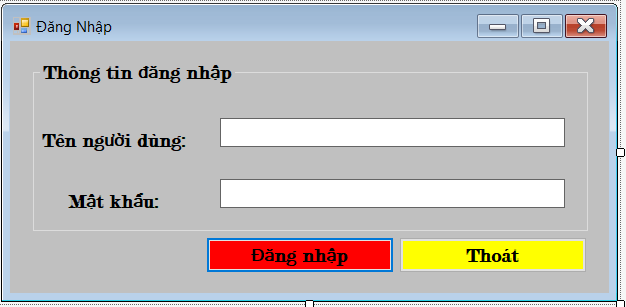 Đăng Nhập
Thông tin đăng nhập
Tên người dùng:
Mật khẩu:
Đăng nhập
Thoát